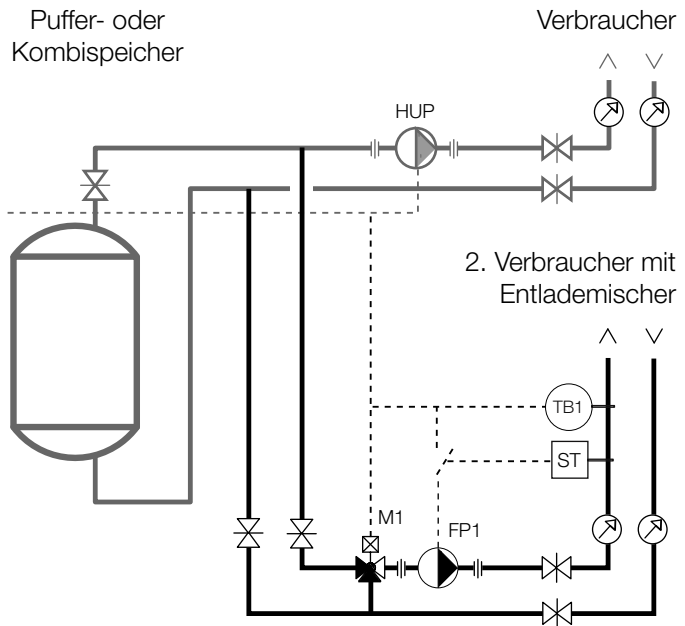 Puffer- oder
Kombispeicher
Verbraucher
HUP
2. Verbraucher mit
Entlademischer
TB1
ST
M1
FP1